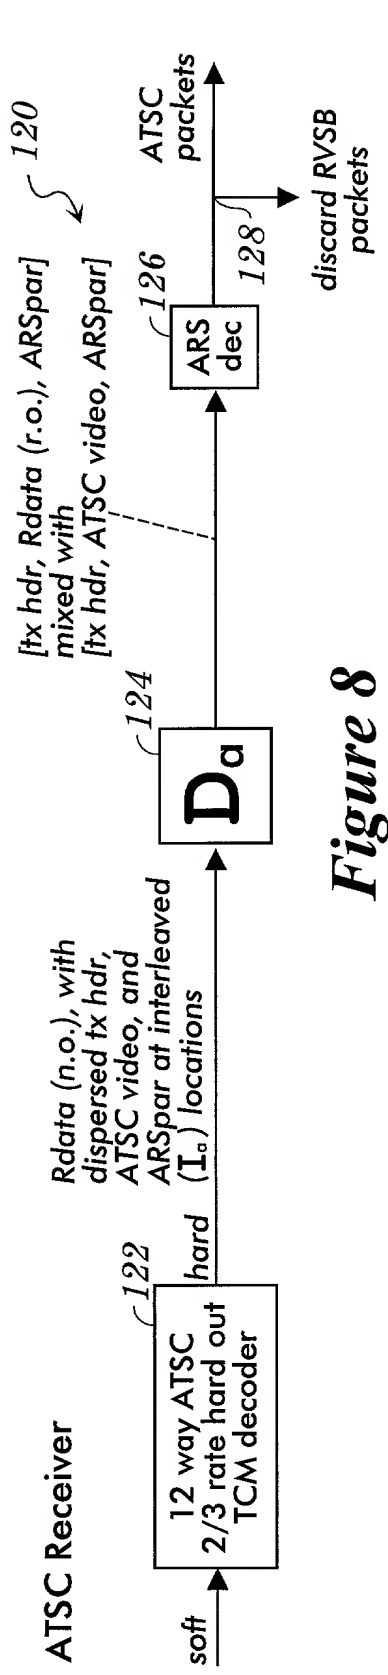 ATSC Receiver
soft
122
12 way ATSC
2/3 rate hard out
TCM decoder
hard
Rdata (n.o.), with
dispersed tx hdr,
ATSC video, and
ARSpar at interleaved
(Ia) locations
124
Da
[tx hdr, Rdata (r.o.), ARSpar]
mixed with
[tx hdr, ATSC video, ARSpar]
120
126
ARS
dec
128
ATSC
packets
discard RVSB
packets
Figure 8